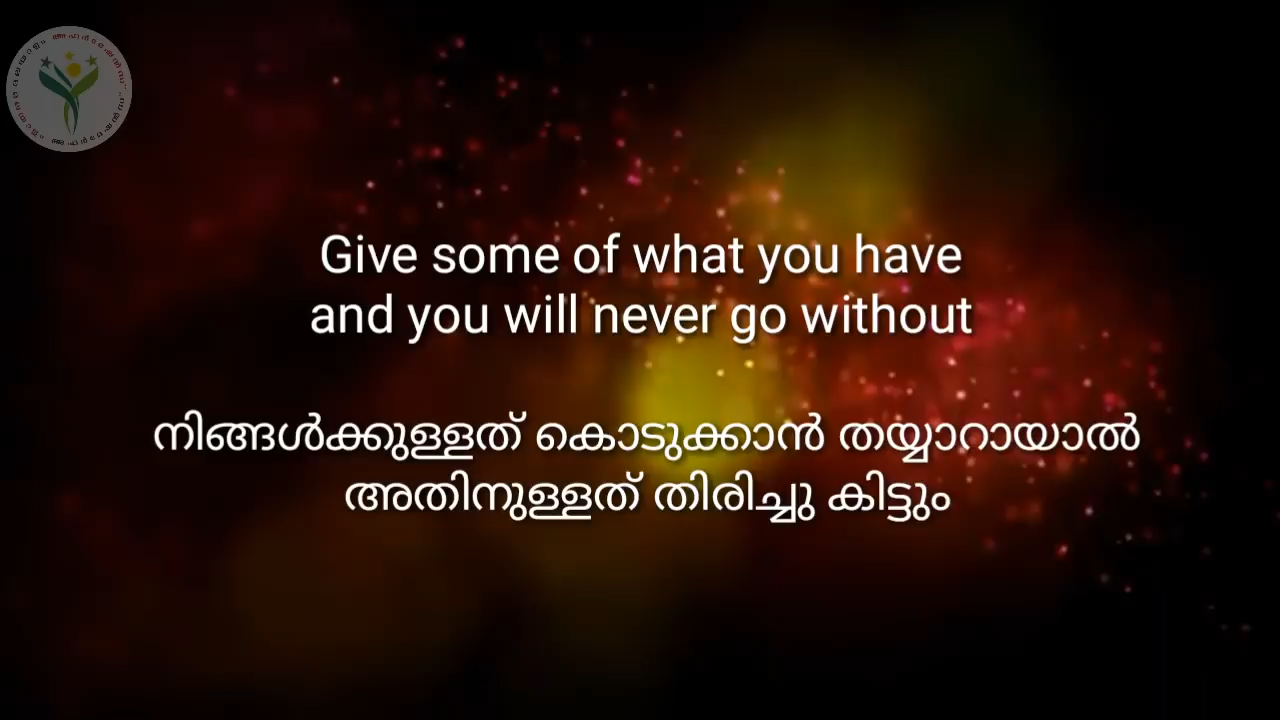 Give some of what you have
and you will never go without
നിങ്ങൾക്കുള്ളത് കൊടുക്കാൻ തയ്യാറായാൽ
അതിനുള്ളത് തിരിച്ചു കിട്ടും